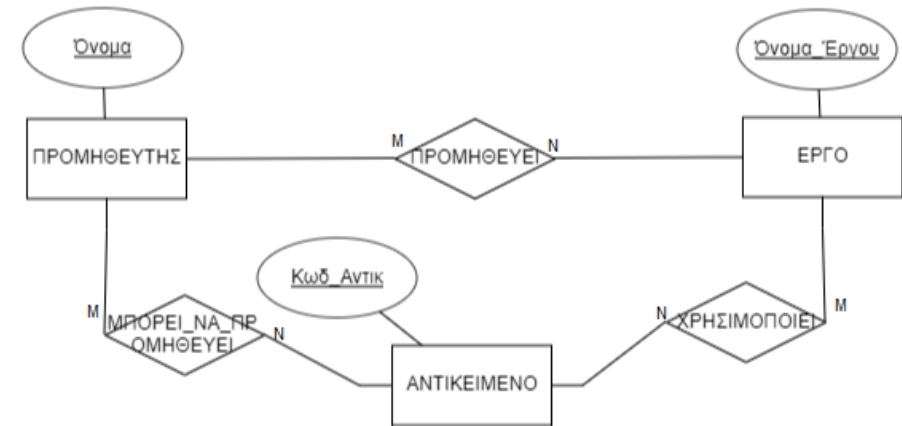 Όνομα
Όνομα_Έργου
ΠΡΟΜΗΘΕΥΤΗΣ
M
ΠΡΟΜΗΘΕΥΕΙ
N
ΕΡΓΟ
Κωδ_Αντικ
M
ΜΠΟΡΕΙ_ΝΑ_ΠΡ
ΟΜΗΘΕΥΕΙ
N
N
ΧΡΗΣΙΜΟΠΟΙΕΙ
M
ΑΝΤΙΚΕΙΜΕΝΟ